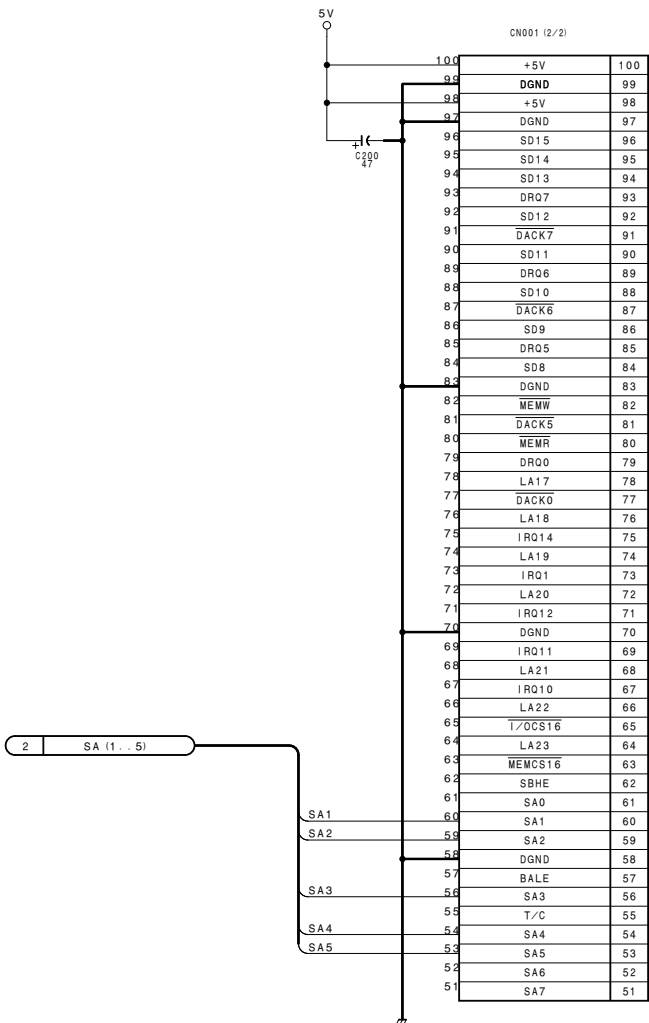 5V
CN001 (2/2)
100 +5V 100
99 DGND 99
98 +5V 98
97 DGND 97
96 SD15 96
+
C200
47
95 SD14 95
94 SD13 94
93 DRQ7 93
92 SD12 92
91 DACK7 91
90 SD11 90
89 DRQ6 89
88 SD10 88
87 DACK6 87
86 SD9 86
85 DRQ5 85
84 SD8 84
83 DGND 83
82 MEMW 82
81 DACK5 81
80 MEMR 80
79 DRQ0 79
78 LA17 78
77 DACK0 77
76 LA18 76
75 IRQ14 75
74 LA19 74
73 IRQ1 73
72 LA20 72
71 IRQ12 71
70 DGND 70
69 IRQ11 69
68 LA21 68
67 IRQ10 67
66 LA22 66
65 I/OCS16 65
2 SA (1..5)
64 LA23 64
63 MEMCS16 63
62 SBHE 62
61 SA0 61
SA1 60 SA1 60
SA2 59 SA2 59
58 DGND 58
57 BALE 57
SA3 56 SA3 56
55 T/C 55
SA4 54 SA4 54
SA5 53 SA5 53
52 SA6 52
51 SA7 51